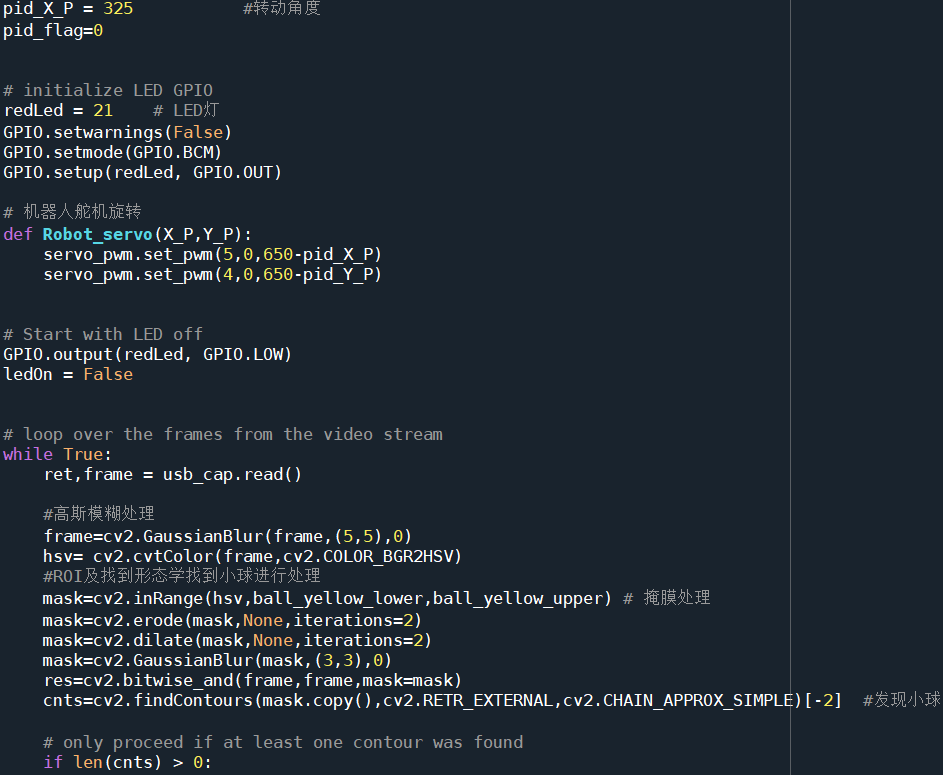 pid_X_P = 325           #转动角度
pid_flag=0
# initialize LED GPIO
redLed = 21    # LED灯
GPIO.setwarnings(False)
GPIO.setmode(GPIO.BCM)
GPIO.setup(redLed, GPIO.OUT)
# 机器人舵机旋转
def Robot_servo(X_P,Y_P):
    servo_pwm.set_pwm(5,0,650-pid_X_P)
    servo_pwm.set_pwm(4,0,650-pid_Y_P)
# Start with LED off
GPIO.output(redLed, GPIO.LOW)
ledOn = False
# loop over the frames from the video stream
while True:
    ret,frame = usb_cap.read()
    #高斯模糊处理
    frame=cv2.GaussianBlur(frame,(5,5),0)
    hsv= cv2.cvtColor(frame,cv2.COLOR_BGR2HSV)
    #ROI及找到形态学找到小球进行处理
    mask=cv2.inRange(hsv,ball_yellow_lower,ball_yellow_upper) # 掩膜处理
    mask=cv2.erode(mask,None,iterations=2)
    mask=cv2.dilate(mask,None,iterations=2)
    mask=cv2.GaussianBlur(mask,(3,3),0)
    res=cv2.bitwise_and(frame,frame,mask=mask)
    cnts=cv2.findContours(mask.copy(),cv2.RETR_EXTERNAL,cv2.CHAIN_APPROX_SIMPLE)[-2]  #发现小球
    # only proceed if at least one contour was found
    if len(cnts) > 0: